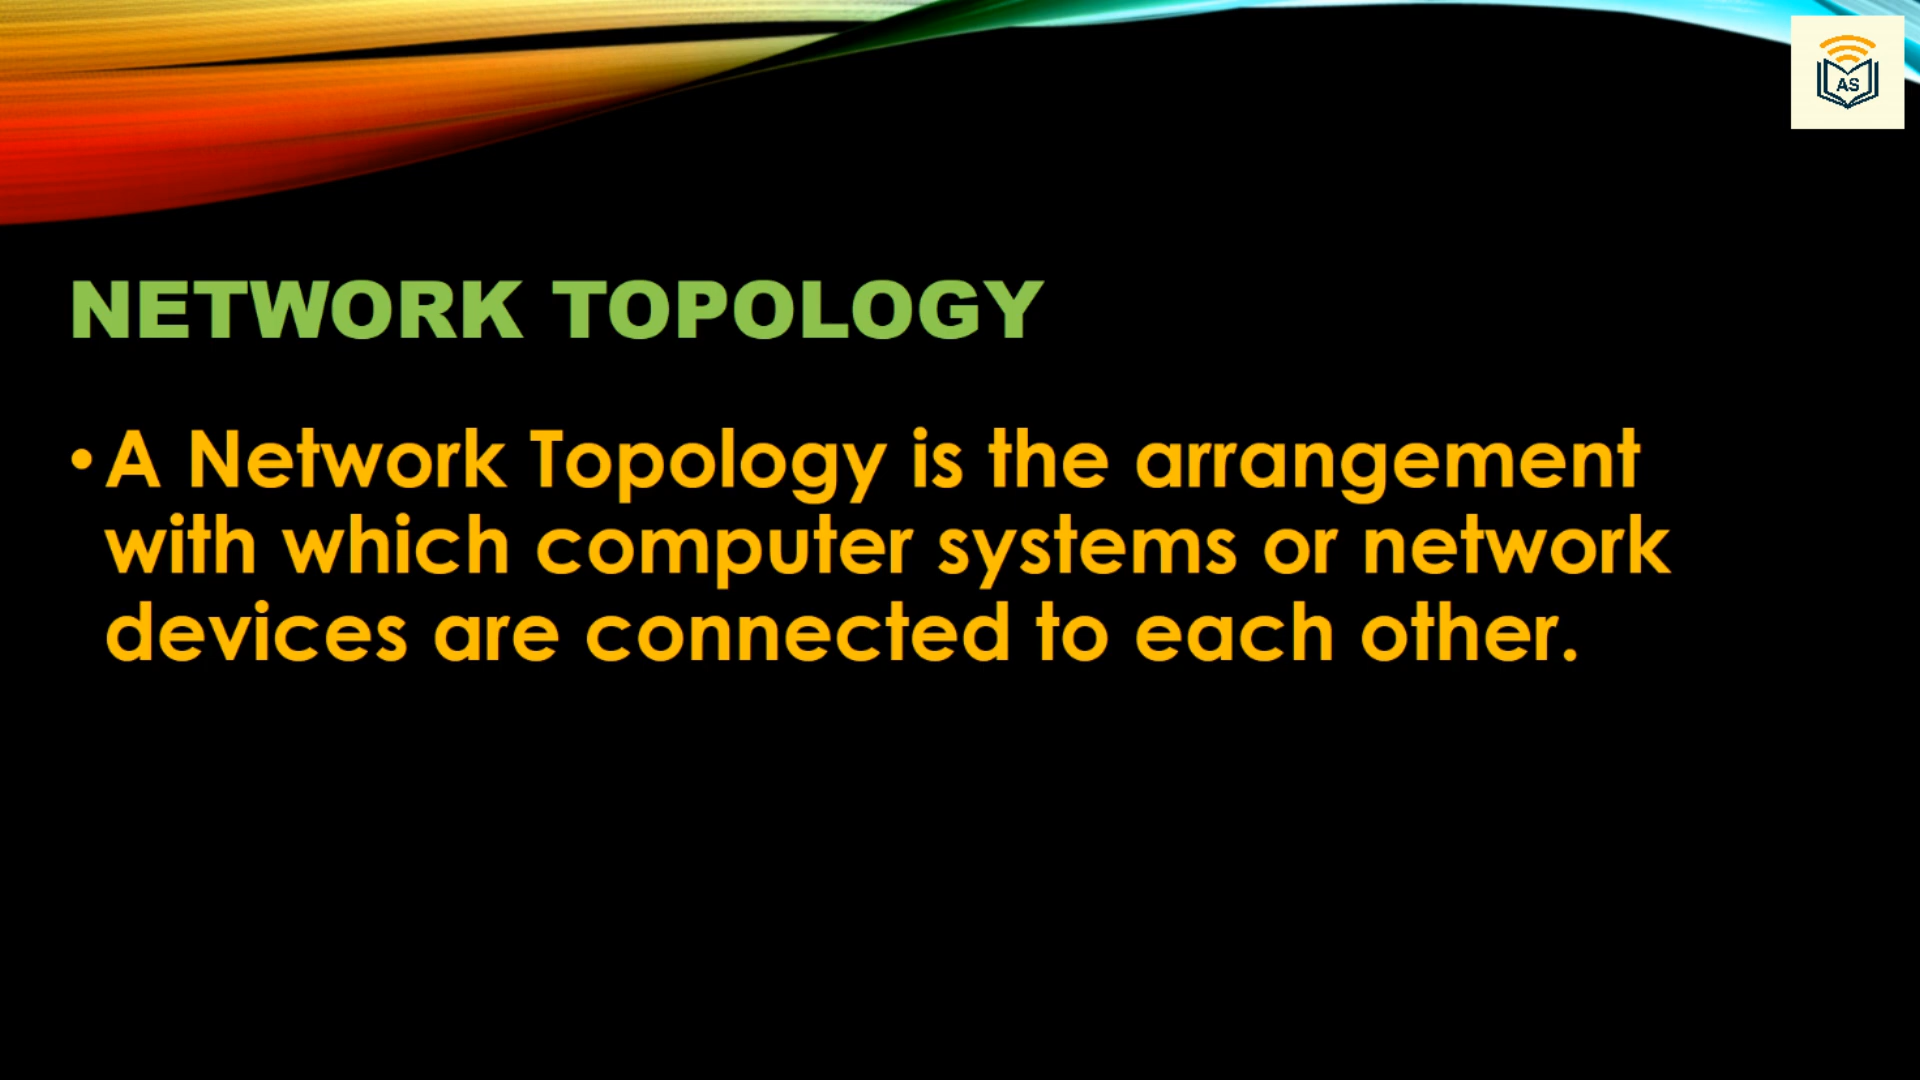 AS
NETWORK TOPOLOGY
• A Network Topology is the arrangement
with which computer systems or network
devices are connected to each other.